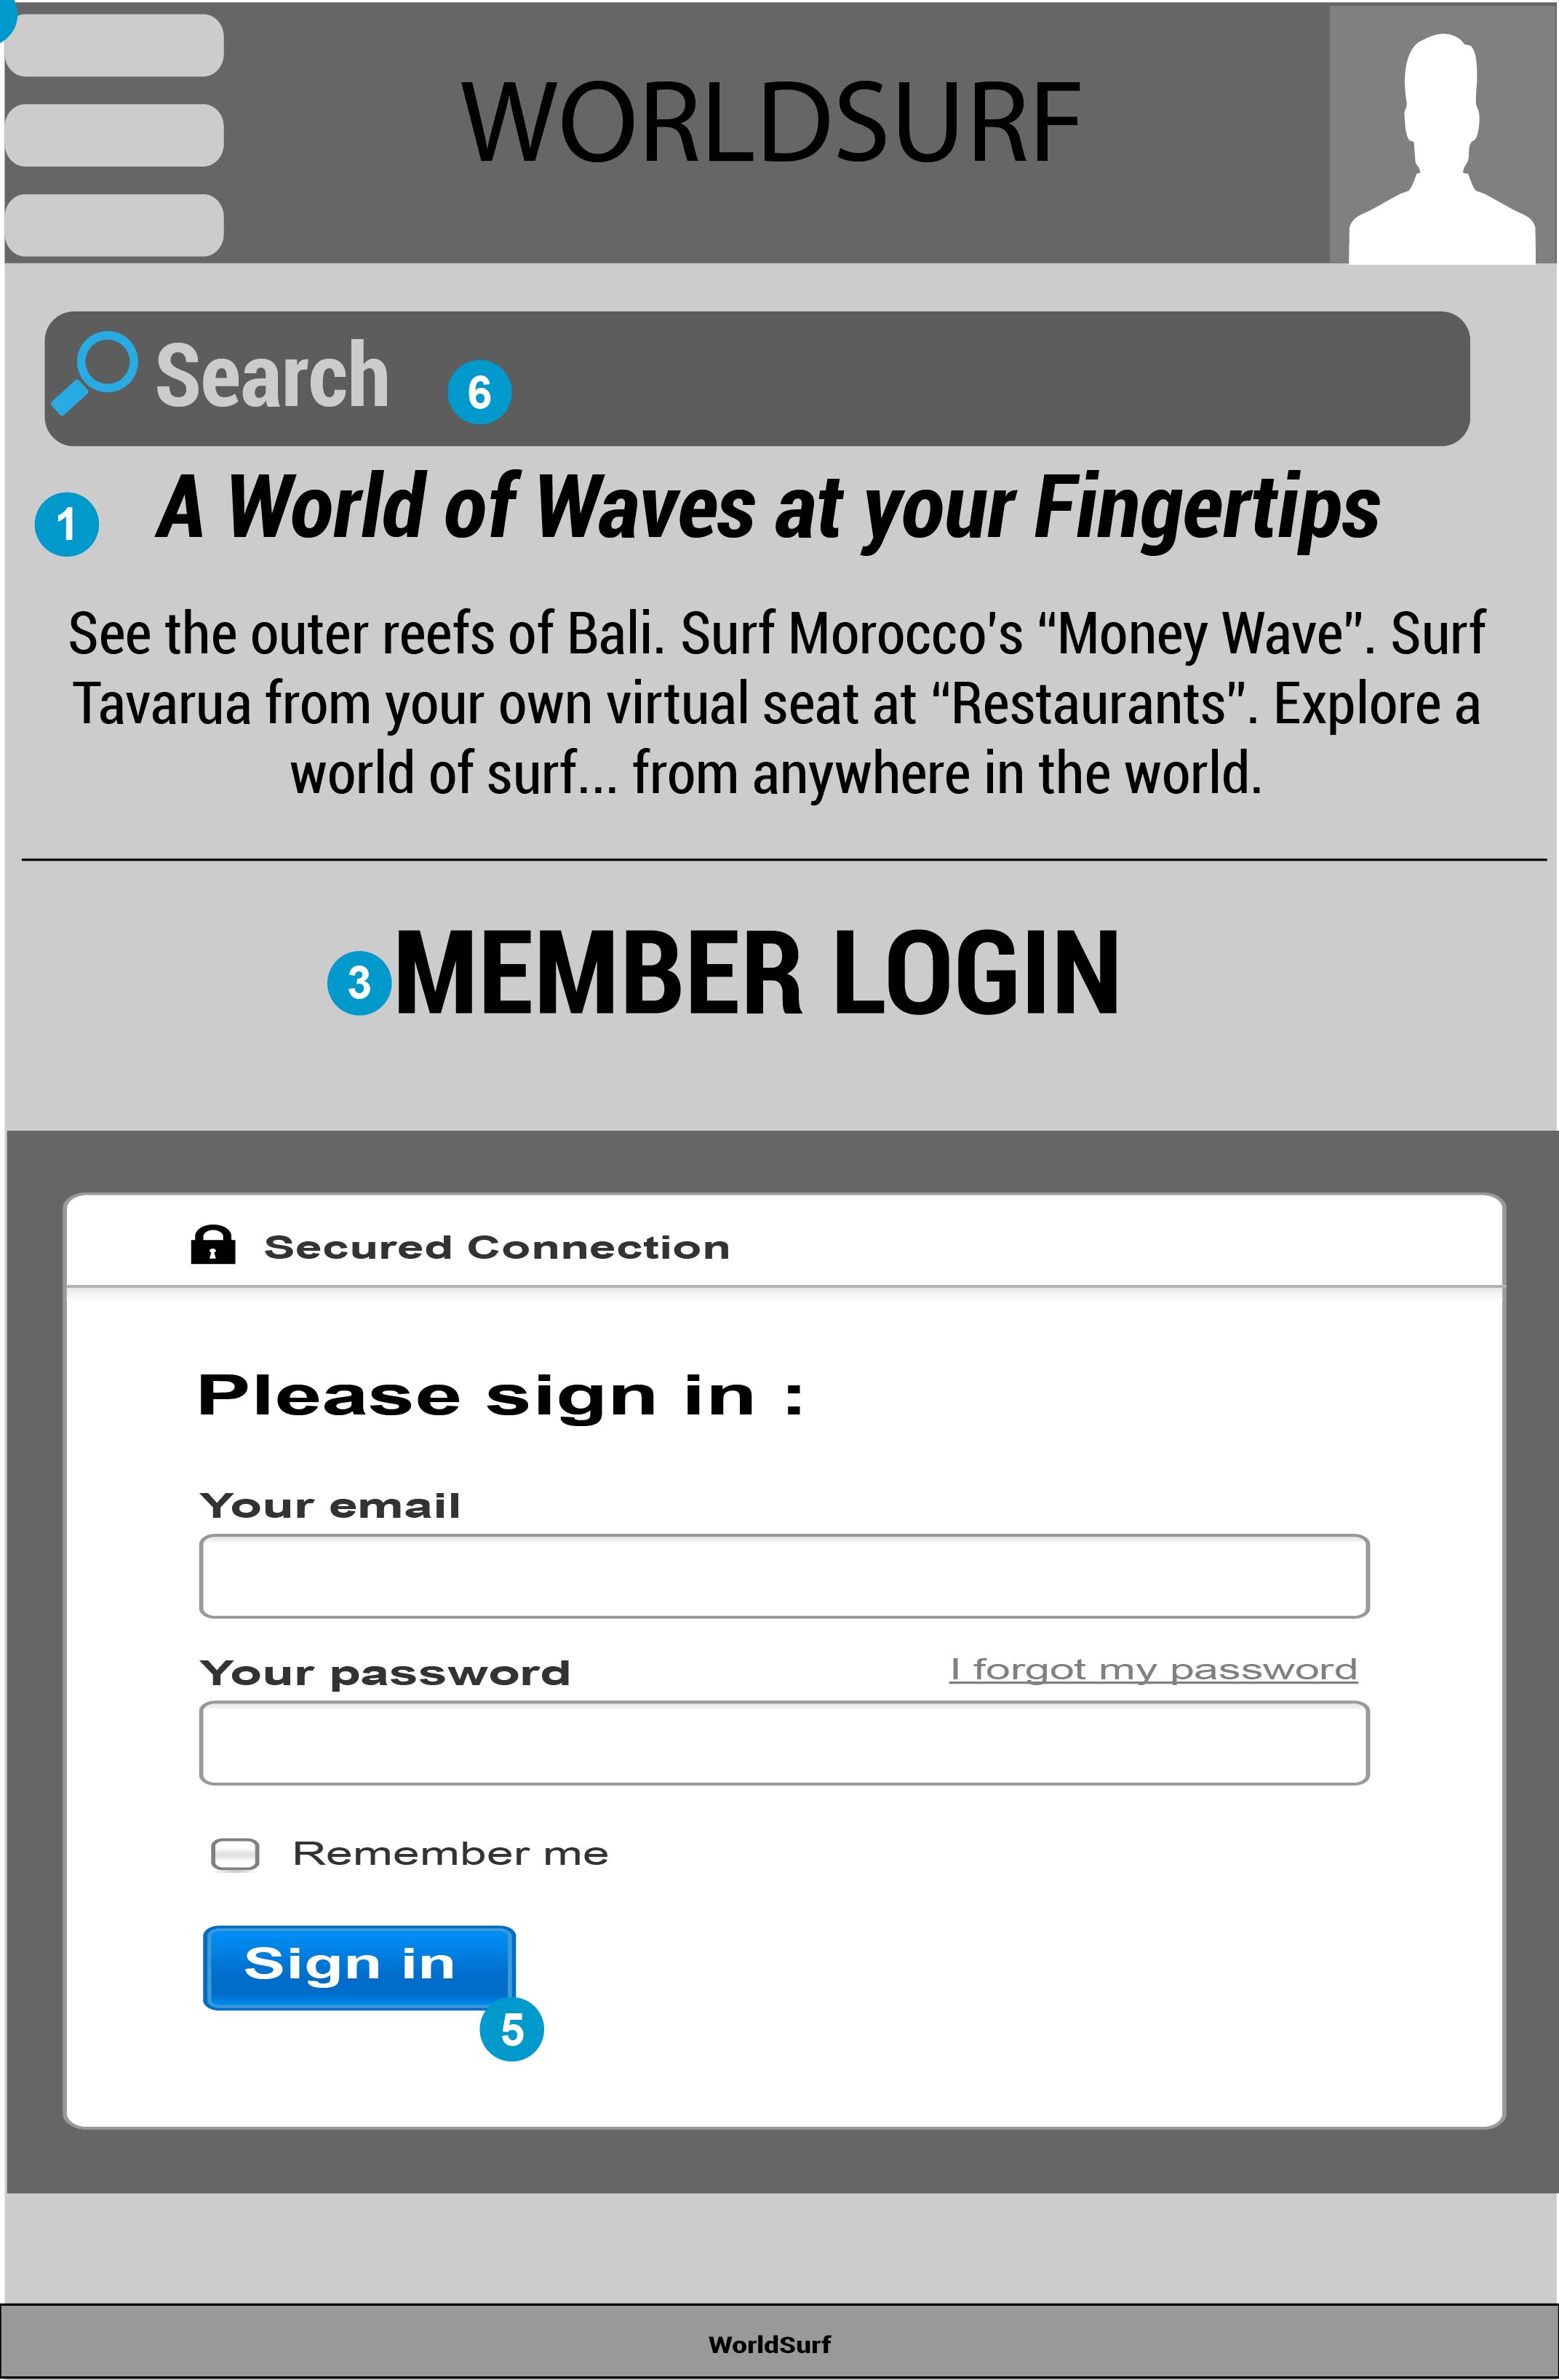 WORLDSURF
Search 6
1 A World of Waves at your Fingertips
See the outer reefs of Bali. Surf Morocco's “Money Wave”. Surf
Tavarua from your own virtual seat at “Restaurants”. Explore a
world of surf... from anywhere in the world.
3 MEMBER LOGIN
Secured Connection
Please sign in :
Your email
Your password I forgot my password
Remember me
Sign in
5
WorldSurf